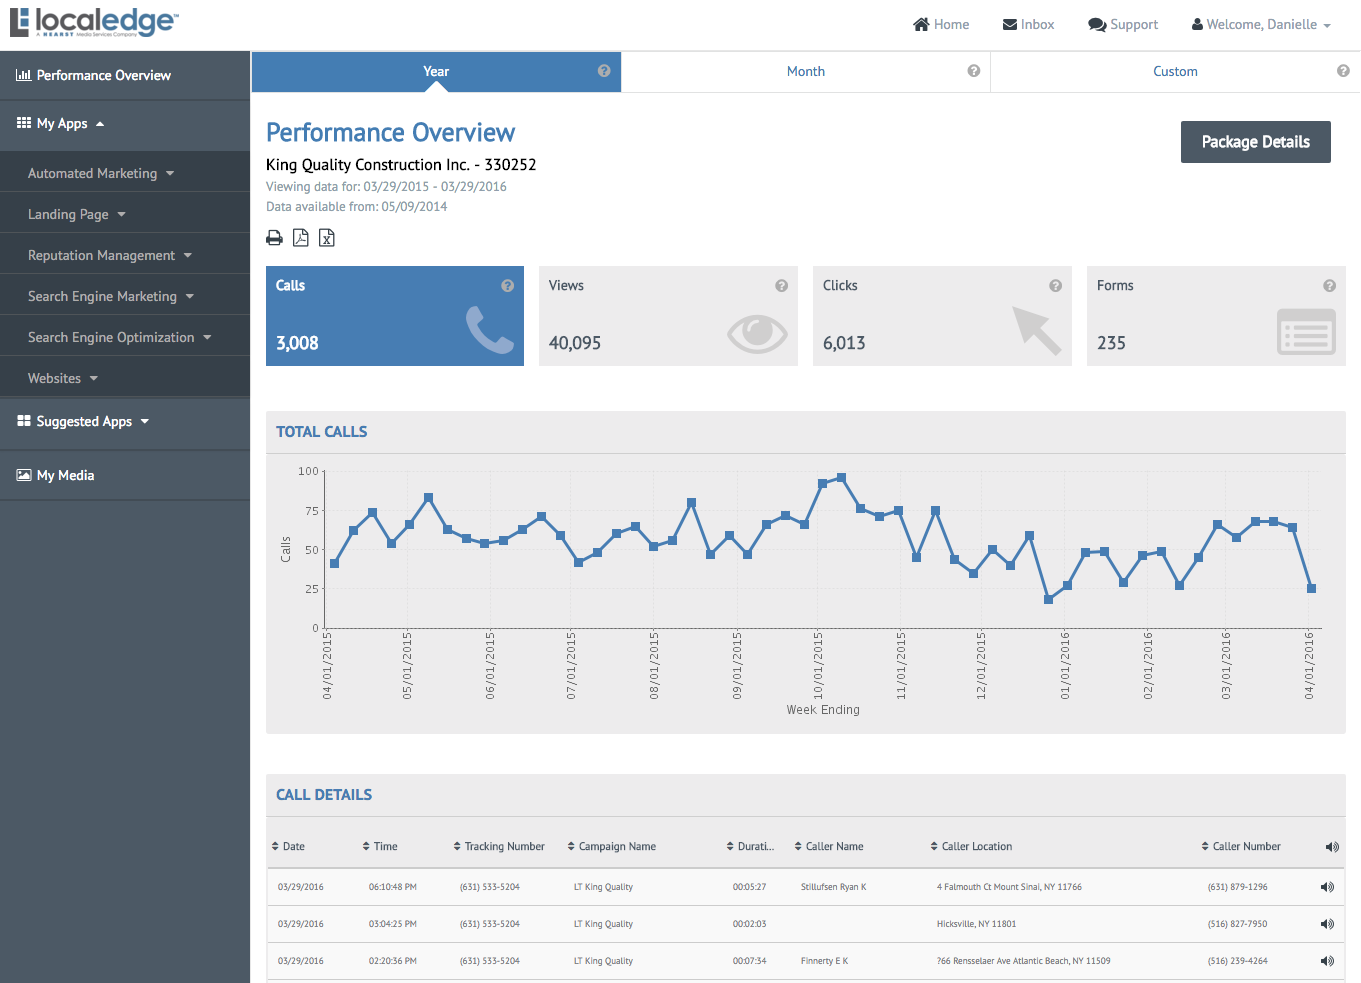 localedge™
A HEARST Media Services Company
Home
Inbox
Support
Welcome, Danielle
Performance Overview
My Apps
Automated Marketing
Landing Page
Reputation Management
Search Engine Marketing
Search Engine Optimization
Websites
Suggested Apps
My Media
Year
Month
Custom
Performance Overview
Package Details
King Quality Construction Inc. - 330252
Viewing data for: 03/29/2015 - 03/29/2016
Data available from: 05/09/2014
Calls
3,008
Views
40,095
Clicks
6,013
Forms
235
TOTAL CALLS
100
75
50
25
0
Calls
04/01/2015
05/01/2015
06/01/2015
07/01/2015
08/01/2015
09/01/2015
10/01/2015
11/01/2015
12/01/2015
01/01/2016
02/01/2016
03/01/2016
04/01/2016
Week Ending
CALL DETAILS
Date Time Tracking Number Campaign Name Durati... Caller Name Caller Location Caller Number
03/29/2016 06:10:48 PM (631) 533-5204 LT King Quality 00:05:27 Stillufsen Ryan K 4 Falmouth Ct Mount Sinai, NY 11766 (631) 879-1296
03/29/2016 03:04:25 PM (631) 533-5204 LT King Quality 00:02:03 Hicksville, NY 11801 (516) 827-7950
03/29/2016 02:20:36 PM (631) 533-5204 LT King Quality 00:07:34 Finnerty E K ?66 Rensselaer Ave Atlantic Beach, NY 11509 (516) 239-4264